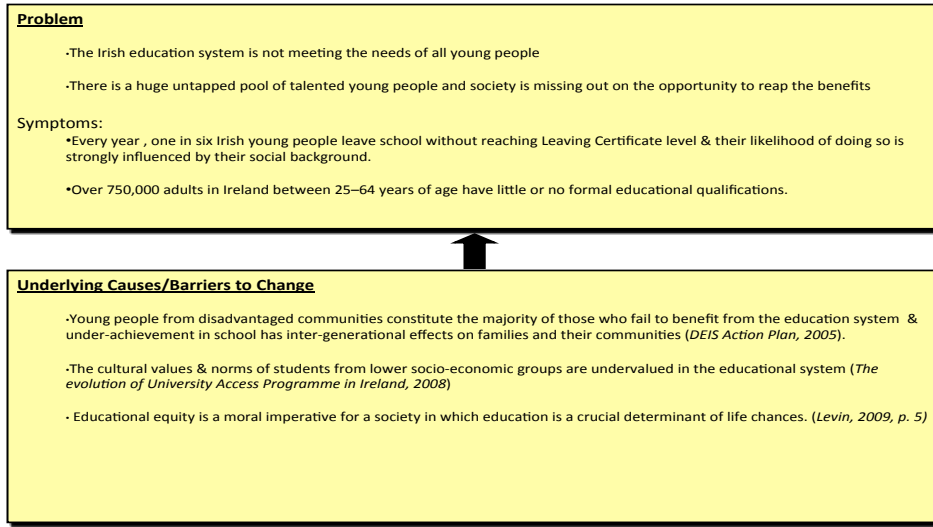 Problem
·The Irish education system is not meeting the needs of all young people
·There is a huge untapped pool of talented young people and society is missing out on the opportunity to reap the benefits
Symptoms:
•Every year , one in six Irish young people leave school without reaching Leaving Certificate level & their likelihood of doing so is
strongly influenced by their social background.
•Over 750,000 adults in Ireland between 25–64 years of age have little or no formal educational qualifications.
Underlying Causes/Barriers to Change
·Young people from disadvantaged communities constitute the majority of those who fail to benefit from the education system &
under-achievement in school has inter-generational effects on families and their communities (DEIS Action Plan, 2005).
·The cultural values & norms of students from lower socio-economic groups are undervalued in the educational system (The
evolution of University Access Programme in Ireland, 2008)
· Educational equity is a moral imperative for a society in which education is a crucial determinant of life chances. (Levin, 2009, p. 5)